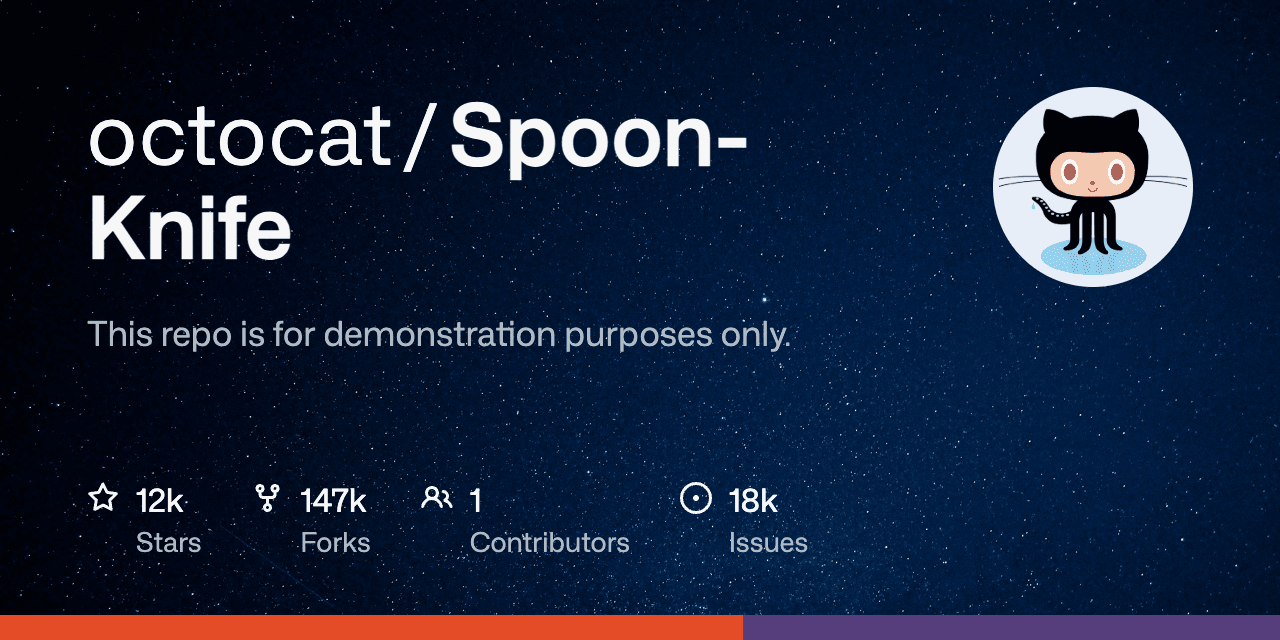 octocat / Spoon-
Knife
This repo is for demonstration purposes only.
12k 147k 1 18k
Stars Forks Contributors Issues